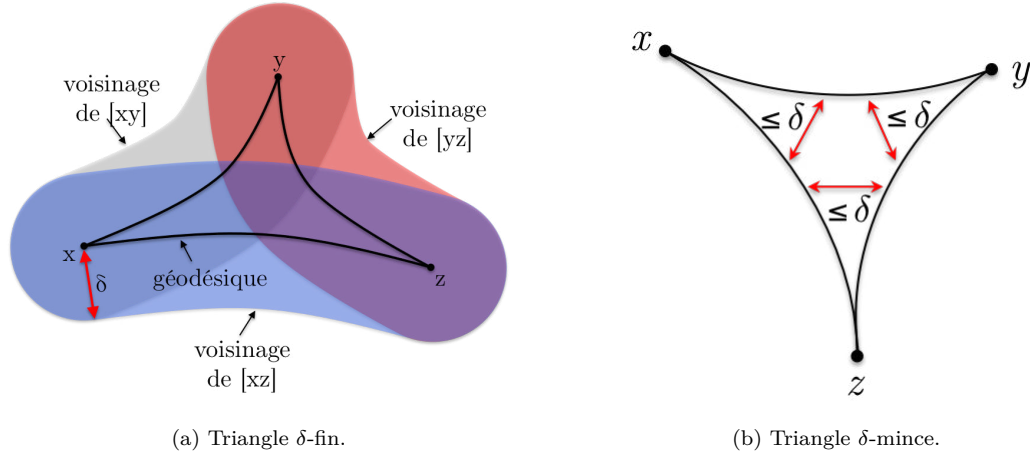 y
voisinage
de [xy]
voisinage
de [yz]
x
δ
géodésique
z
voisinage
de [xz]
(a) Triangle δ-fin.
x
y
≤ δ
≤ δ
≤ δ
z
(b) Triangle δ-mince.